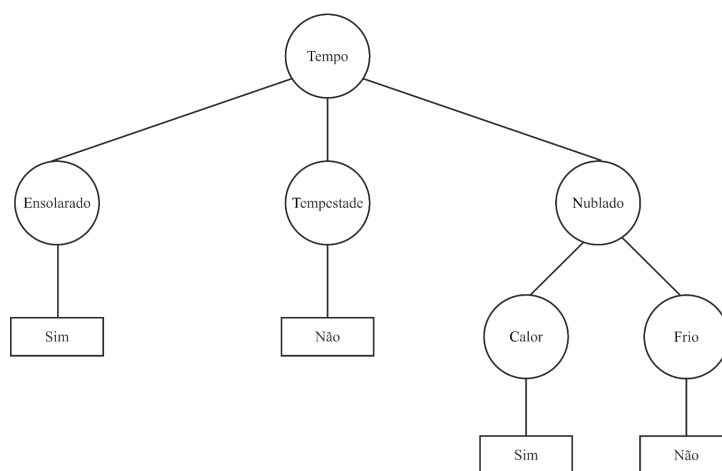 Tempo
Ensolarado
Tempestade
Nublado
Sim
Não
Calor
Frio
Sim
Não